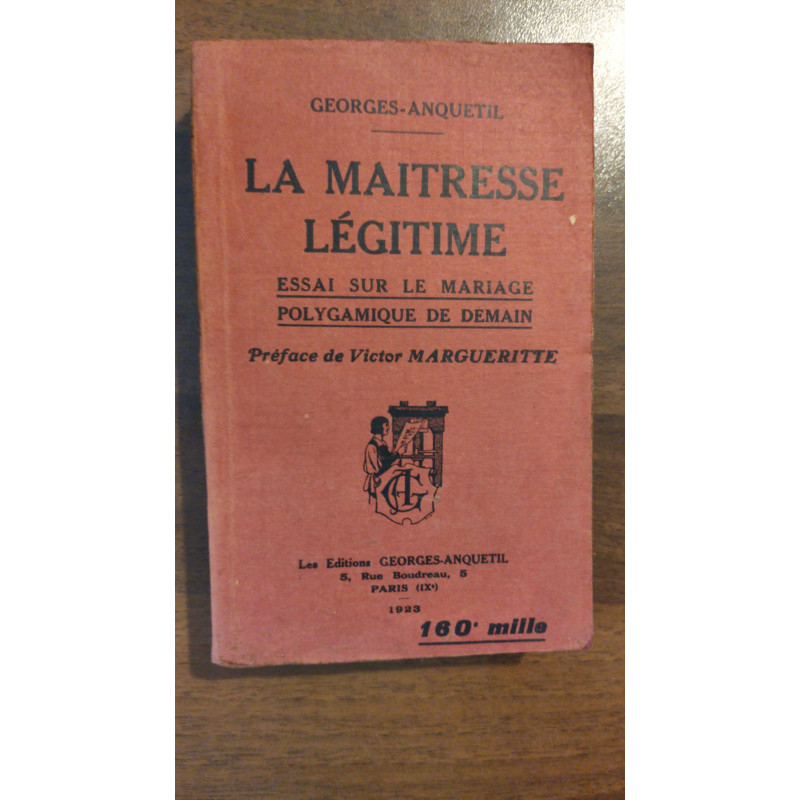 GEORGES-ANQUETIL
LA MAITRESSE
LÉGITIME
ESSAI SUR LE MARIAGE
POLYGAMIQUE DE DEMAIN
Préface de Victor MARGUERITTE
AG
Les Editions GEORGES-ANQUETIL
5, Rue Boudreau, 5
PARIS (IXᵉ)
1923
160ᵉ mille